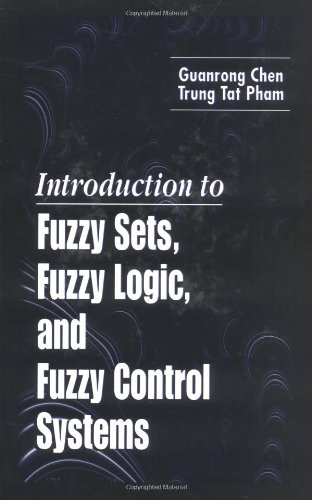 Guanrong Chen
Trung Tat Pham
Introduction to
Fuzzy Sets,
Fuzzy Logic,
and
Fuzzy Control
Systems